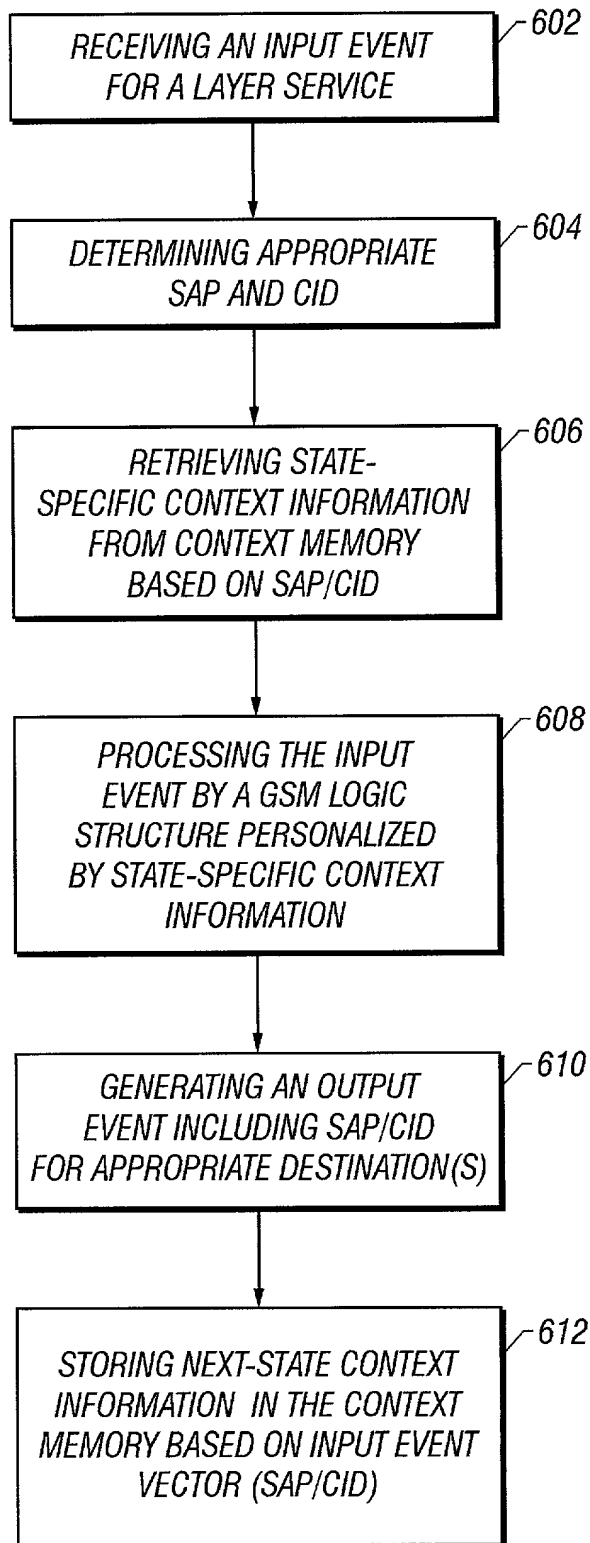 602
RECEIVING AN INPUT EVENT
FOR A LAYER SERVICE
604
DETERMINING APPROPRIATE
SAP AND CID
606
RETRIEVING STATE-
SPECIFIC CONTEXT INFORMATION
FROM CONTEXT MEMORY
BASED ON SAP/CID
608
PROCESSING THE INPUT
EVENT BY A GSM LOGIC
STRUCTURE PERSONALIZED
BY STATE-SPECIFIC CONTEXT
INFORMATION
610
GENERATING AN OUTPUT
EVENT INCLUDING SAP/CID
FOR APPROPRIATE DESTINATION(S)
612
STORING NEXT-STATE CONTEXT
INFORMATION IN THE CONTEXT
MEMORY BASED ON INPUT EVENT
VECTOR (SAP/CID)